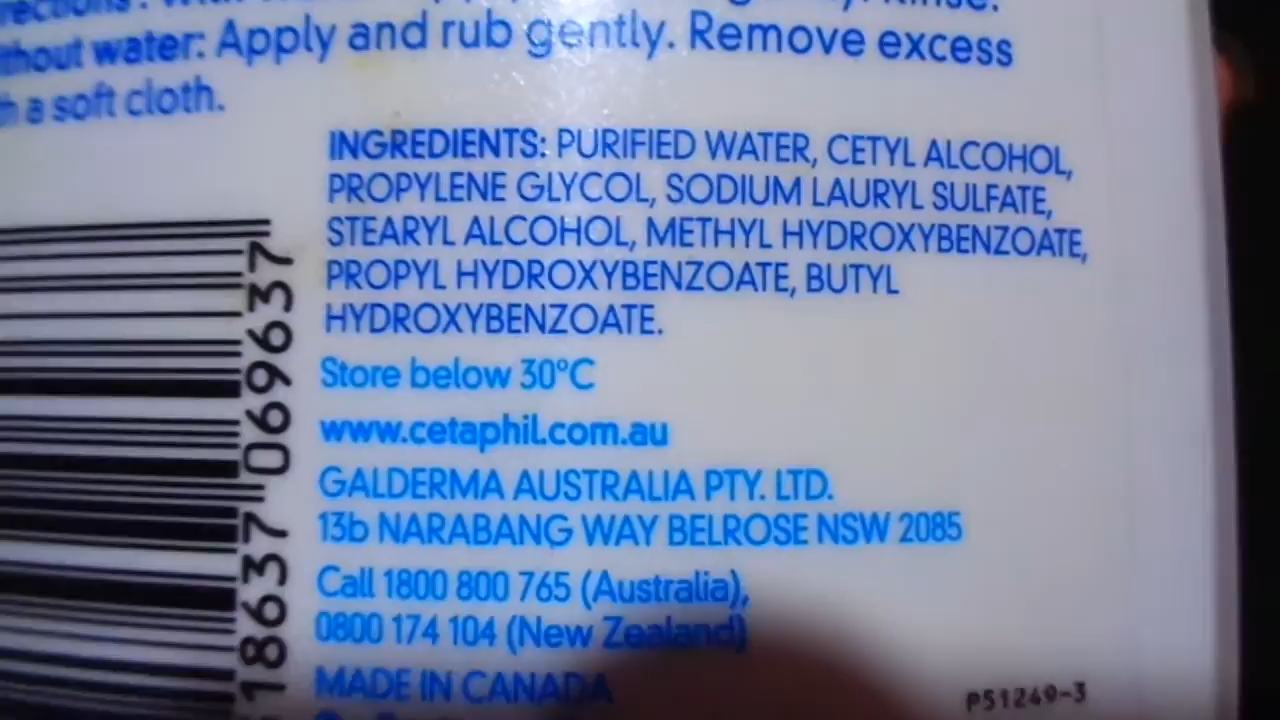 water: Apply and rub gently. Remove excess
a soft cloth.
INGREDIENTS: PURIFIED WATER, CETYL ALCOHOL,
PROPYLENE GLYCOL, SODIUM LAURYL SULFATE,
STEARYL ALCOHOL, METHYL HYDROXYBENZOATE,
PROPYL HYDROXYBENZOATE, BUTYL
HYDROXYBENZOATE.
Store below 30°C
www.cetaphil.com.au
GALDERMA AUSTRALIA PTY. LTD.
13b NARABANG WAY BELROSE NSW 2085
Call 1800 800 765 (Australia),
0800 174 104 (New Zealand)
MADE IN CANADA
P51249-3
18637 069637